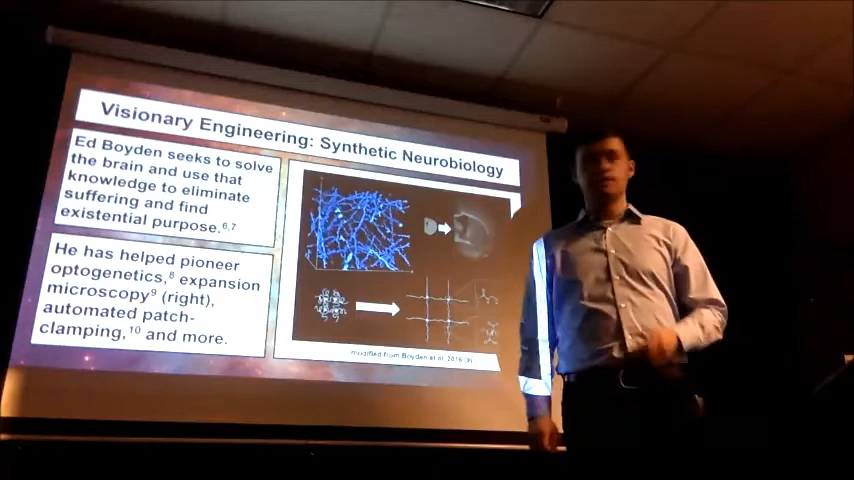 Visionary Engineering: Synthetic Neurobiology
Ed Boyden seeks to solve
the brain and use that
knowledge to eliminate
suffering and find
existential purpose.6,7
He has helped pioneer
optogenetics,8 expansion
microscopy9 (right),
automated patch-
clamping,10 and more.
modified from Boyden et al. 2016